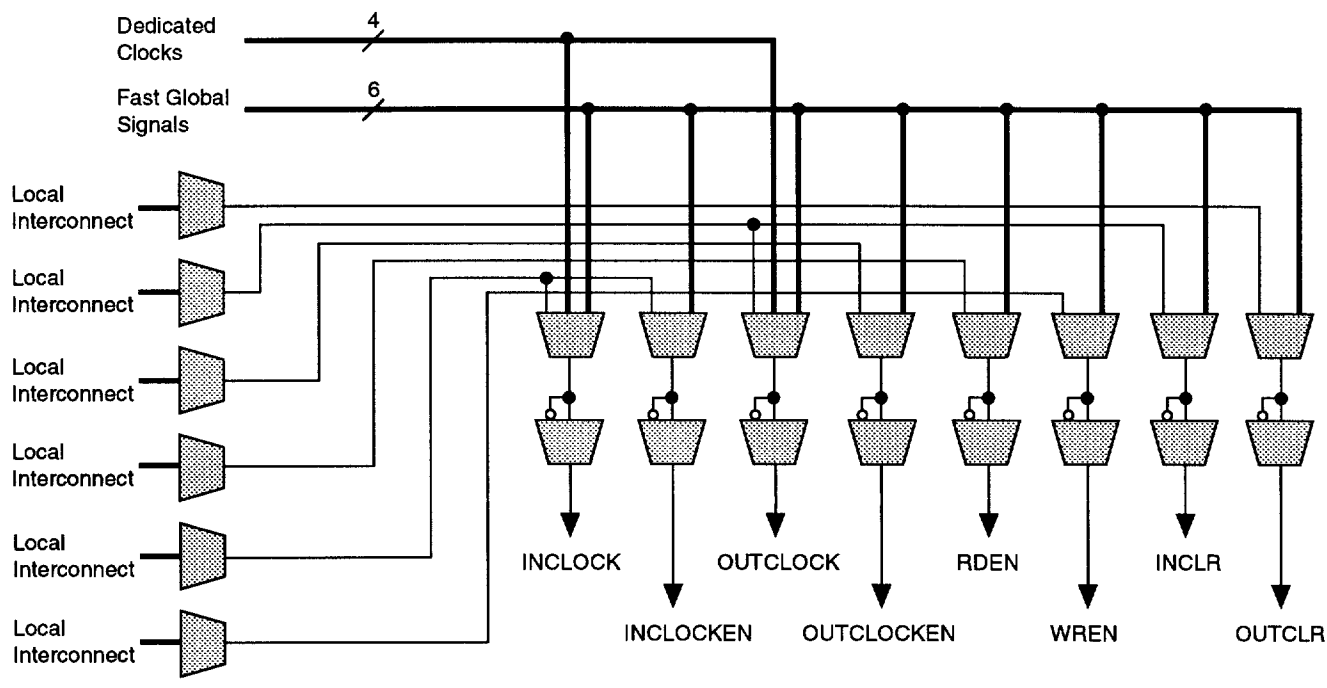 Dedicated
Clocks
4
Fast Global
Signals
6
Local
Interconnect
Local
Interconnect
Local
Interconnect
Local
Interconnect
Local
Interconnect
Local
Interconnect
INCLOCK
OUTCLOCK
RDEN
INCLR
INCLOCKEN
OUTCLOCKEN
WREN
OUTCLR